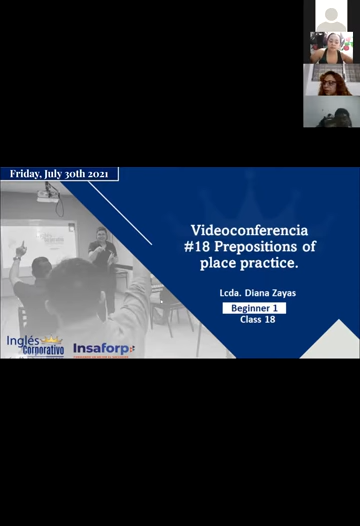 Friday, July 30th 2021
Videoconferencia
#18 Prepositions of
place practice.
Lcda. Diana Zayas
Beginner 1
Class 18
Inglés
Corporativo
Insaforp